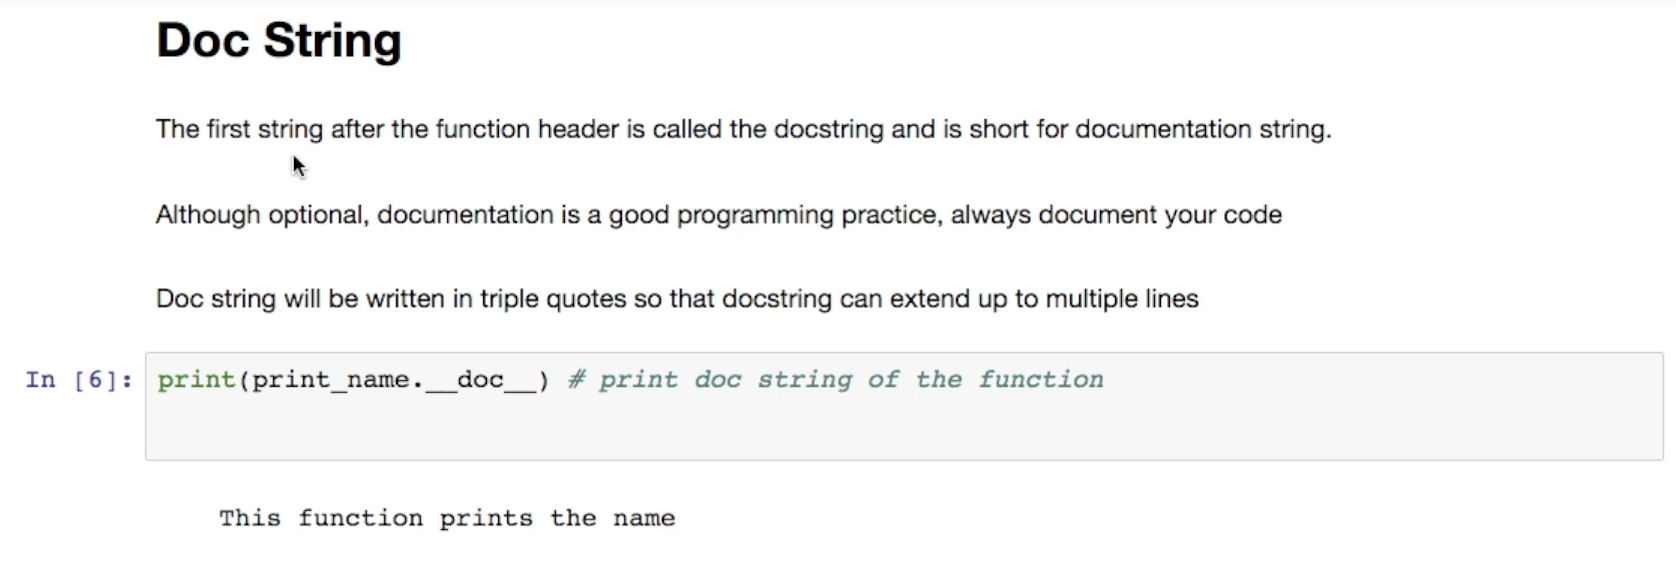 Doc String
The first string after the function header is called the docstring and is short for documentation string.
Although optional, documentation is a good programming practice, always document your code
Doc string will be written in triple quotes so that docstring can extend up to multiple lines
In [6]: print(print_name.__doc__) # print doc string of the function
This function prints the name